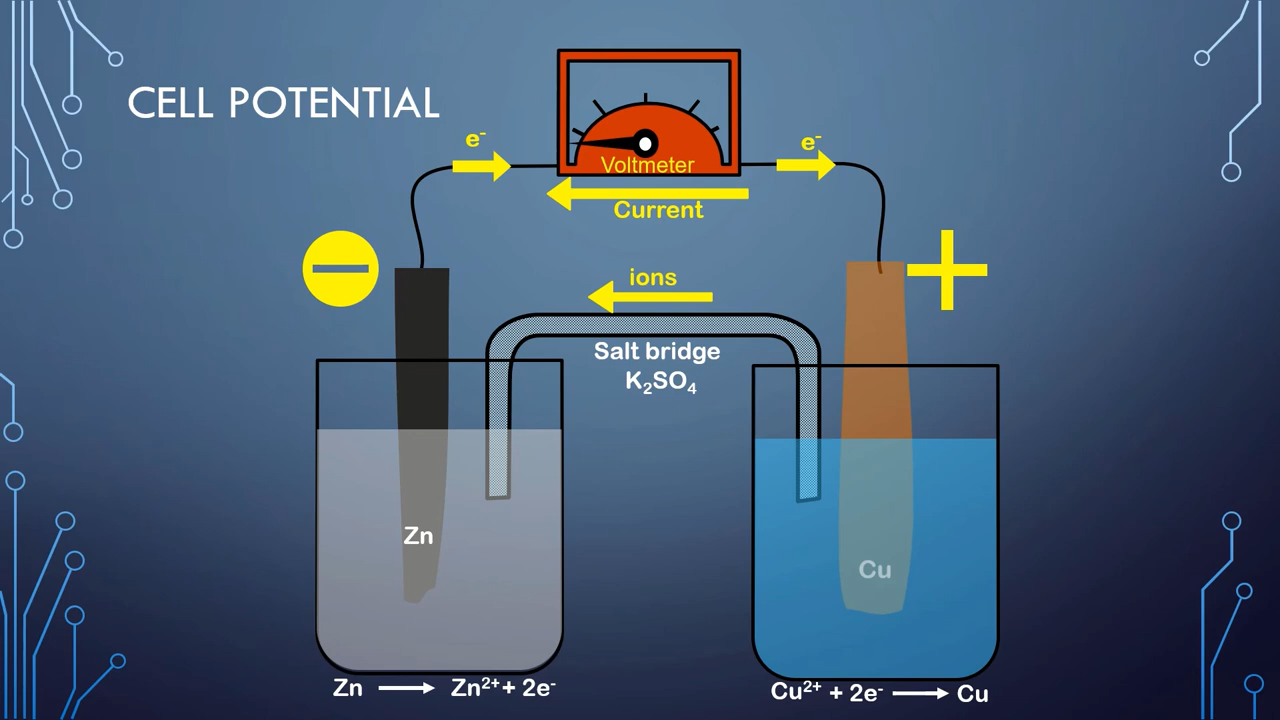 CELL POTENTIAL
e⁻
e⁻
Voltmeter
Current
−
+
ions
Salt bridge
K₂SO₄
Zn
Cu
Zn ⟶ Zn²⁺ + 2e⁻
Cu²⁺ + 2e⁻ ⟶ Cu